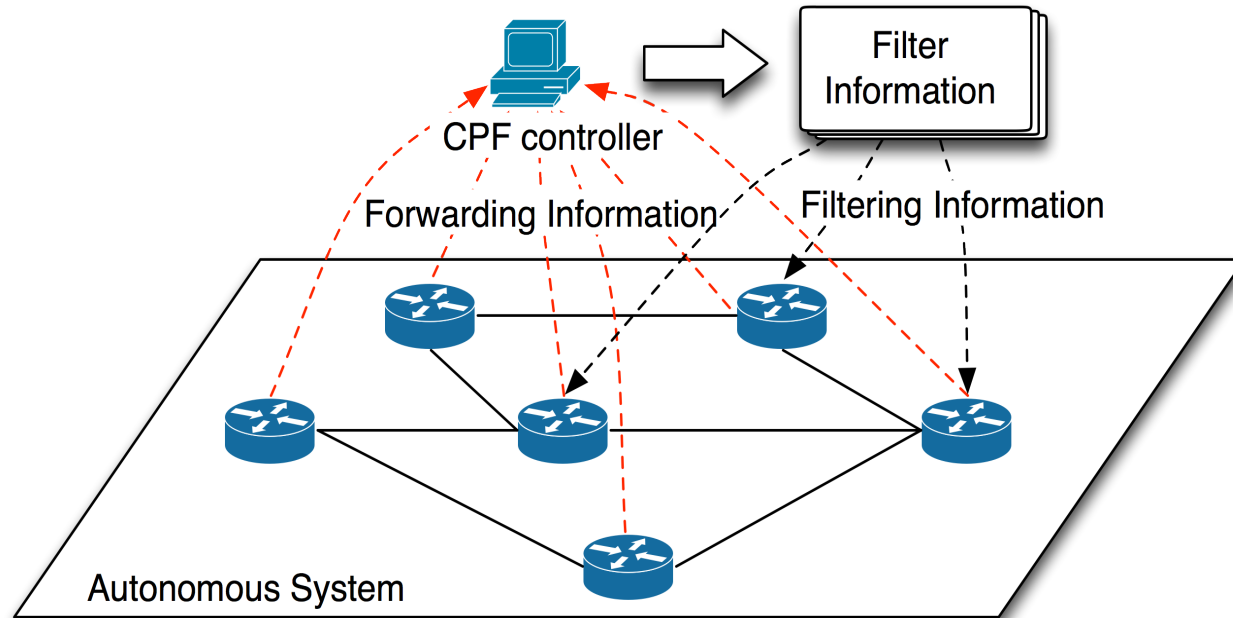 Filter
Information
CPF controller
Forwarding Information
Filtering Information
Autonomous System